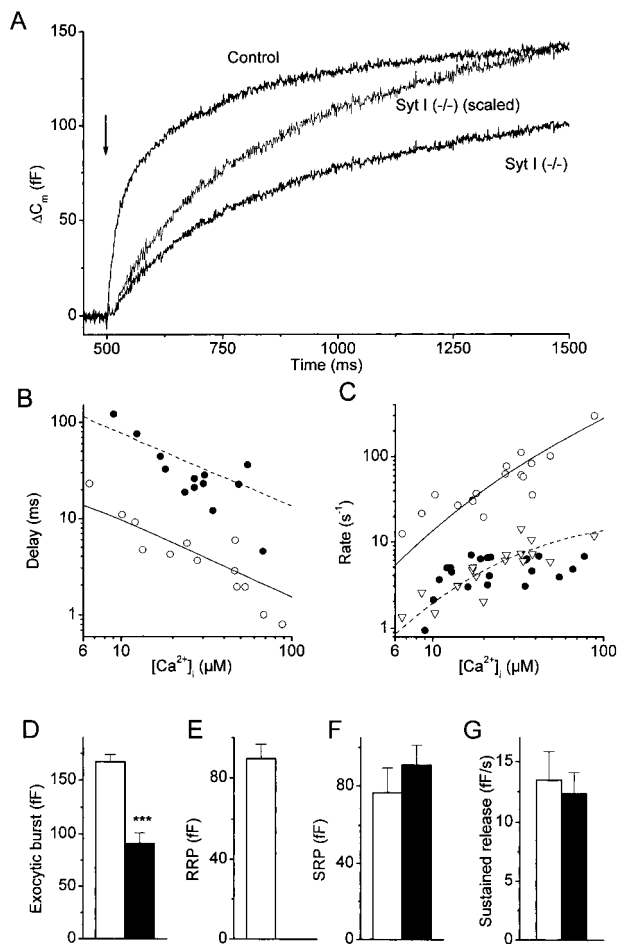 A
150
100
50
0
ΔCm (fF)
Control
Syt I (-/-) (scaled)
Syt I (-/-)
500 750 1000 1250 1500
Time (ms)
B
100
10
1
Delay (ms)
6 10 100
[Ca2+]i (μM)
C
100
10
1
Rate (s-1)
6 10 100
[Ca2+]i (μM)
D
150
100
50
0
Exocytic burst (fF)
***
E
80
40
0
RRP (fF)
F
80
40
0
SRP (fF)
G
15
10
5
0
Sustained release (fF/s)